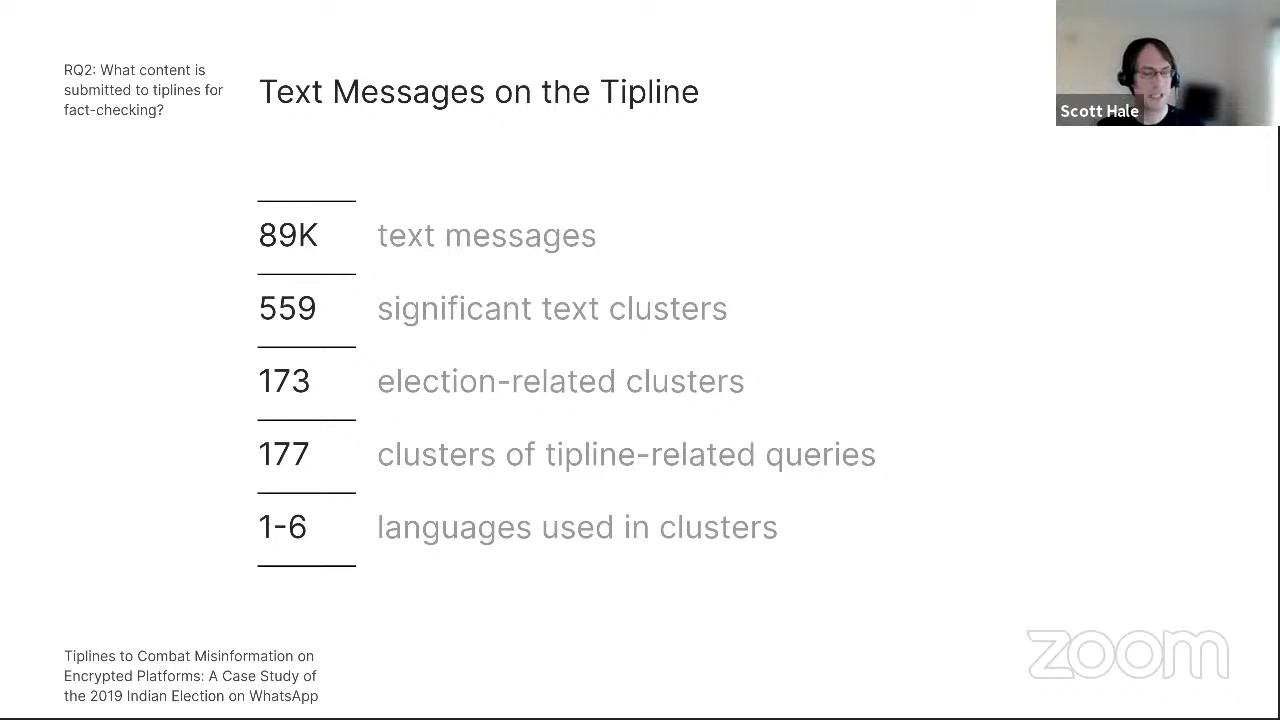 RQ2: What content is
submitted to tiplines for
fact-checking?
Text Messages on the Tipline
Scott Hale
89K text messages
559 significant text clusters
173 election-related clusters
177 clusters of tipline-related queries
1-6 languages used in clusters
Tiplines to Combat Misinformation on
Encrypted Platforms: A Case Study of
the 2019 Indian Election on WhatsApp
zoom